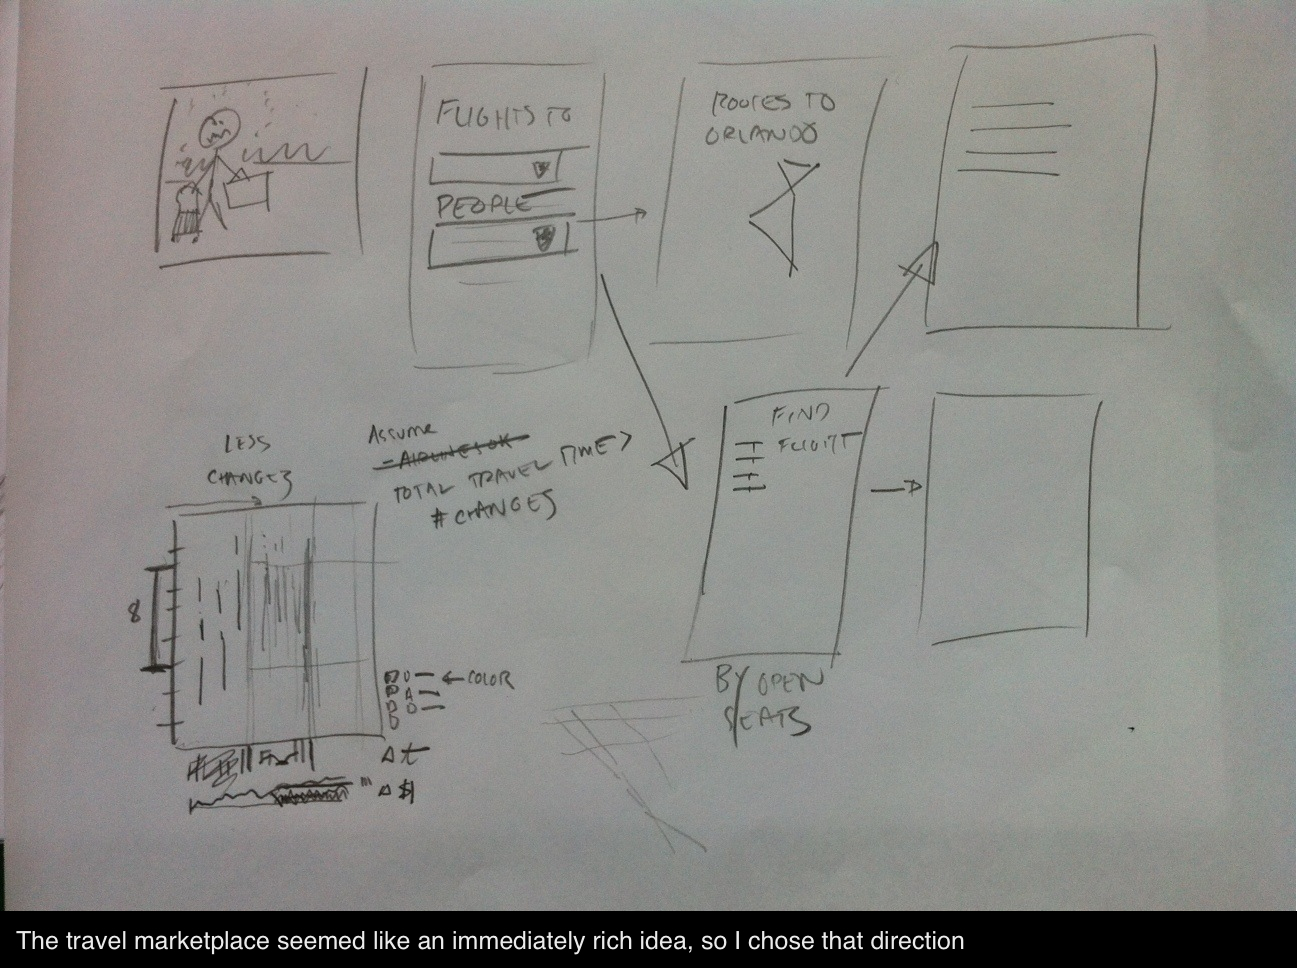 FLIGHTS TO
PEOPLE
ROUTES TO
ORLANDO
FIND
FLIGHT
BY OPEN
SEATS
LESS
CHANGES
8
ASSUME
- AIRLINES OK
TOTAL TRAVEL TIME >
# CHANGES
← COLOR
Δ t
Δ $
The travel marketplace seemed like an immediately rich idea, so I chose that direction